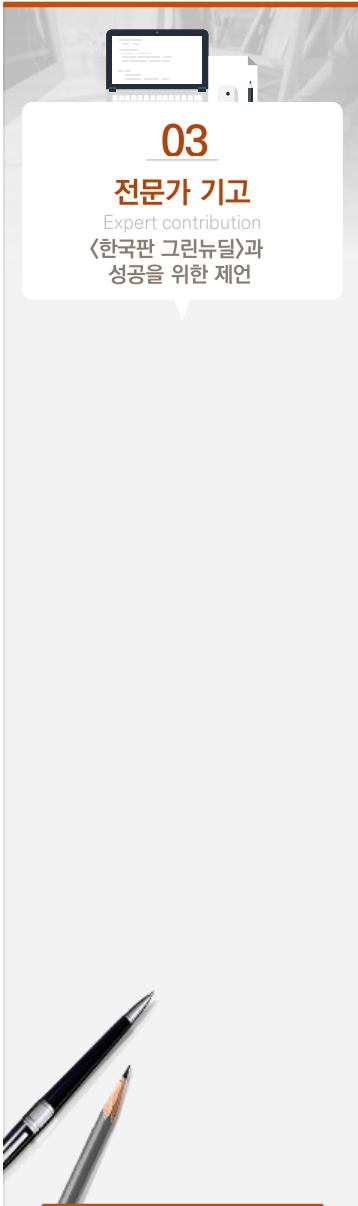 03
전문가 기고
Expert contribution
〈한국판 그린뉴딜〉과
성공을 위한 제언